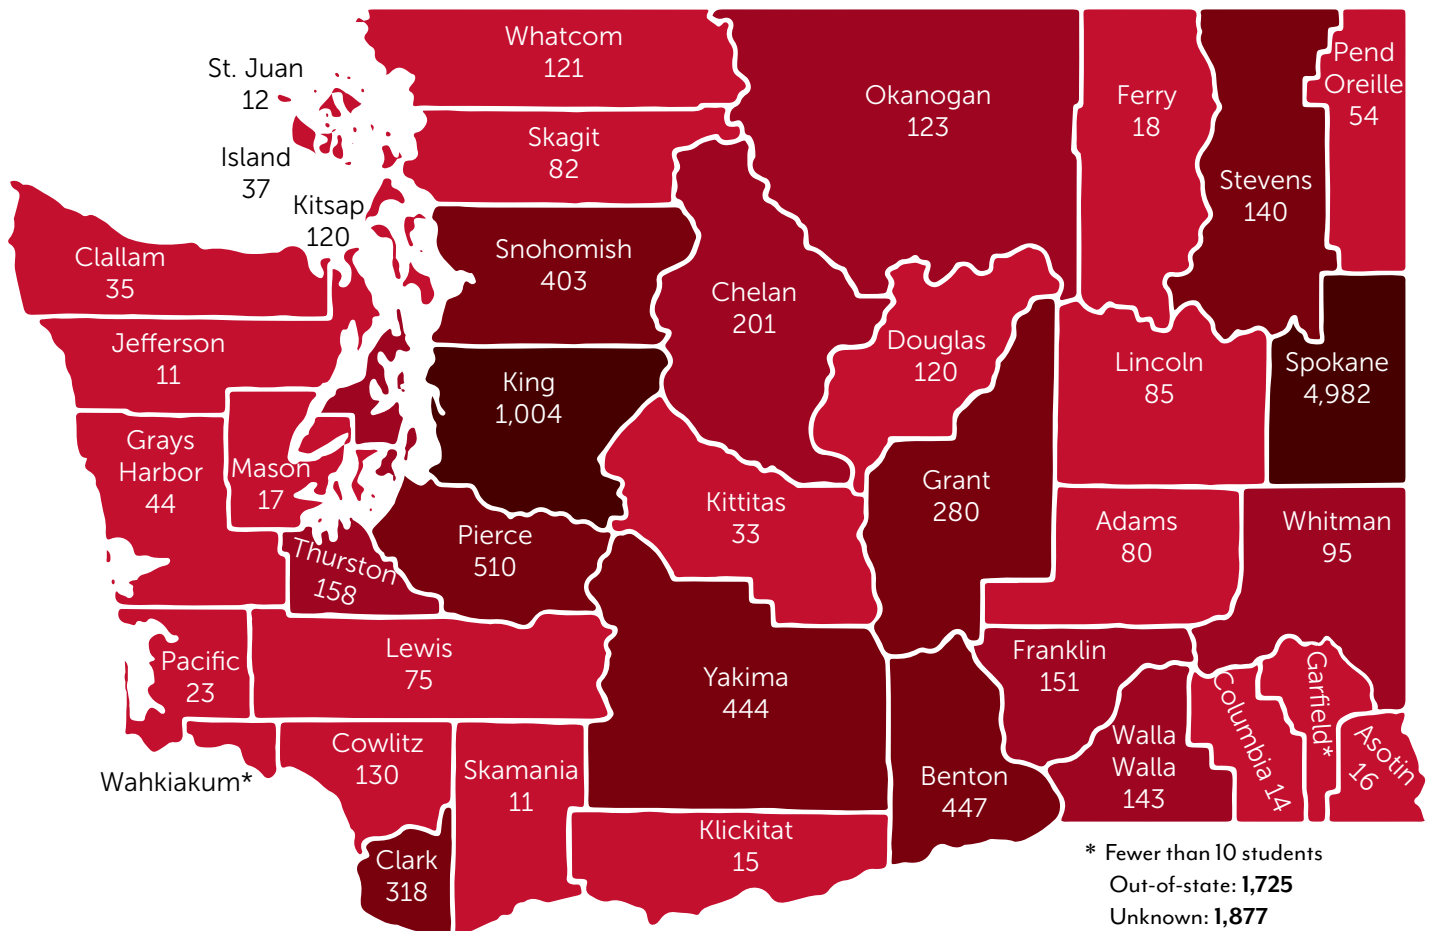 Whatcom
121
St. Juan
12
Island
37
Kitsap
120
Skagit
82
Okanogan
123
Ferry
18
Pend
Oreille
54
Stevens
140
Clallam
35
Snohomish
403
Chelan
201
Jefferson
11
Douglas
120
Lincoln
85
Spokane
4,982
King
1,004
Grays
Harbor
44
Mason
17
Kittitas
33
Grant
280
Adams
80
Whitman
95
Thurston
158
Pierce
510
Pacific
23
Lewis
75
Yakima
444
Franklin
151
Garfield*
Columbia 14
Asotin
16
Walla
Walla
143
Wahkiakum*
Cowlitz
130
Skamania
11
Benton
447
Clark
318
Klickitat
15
* Fewer than 10 students
Out-of-state: 1,725
Unknown: 1,877